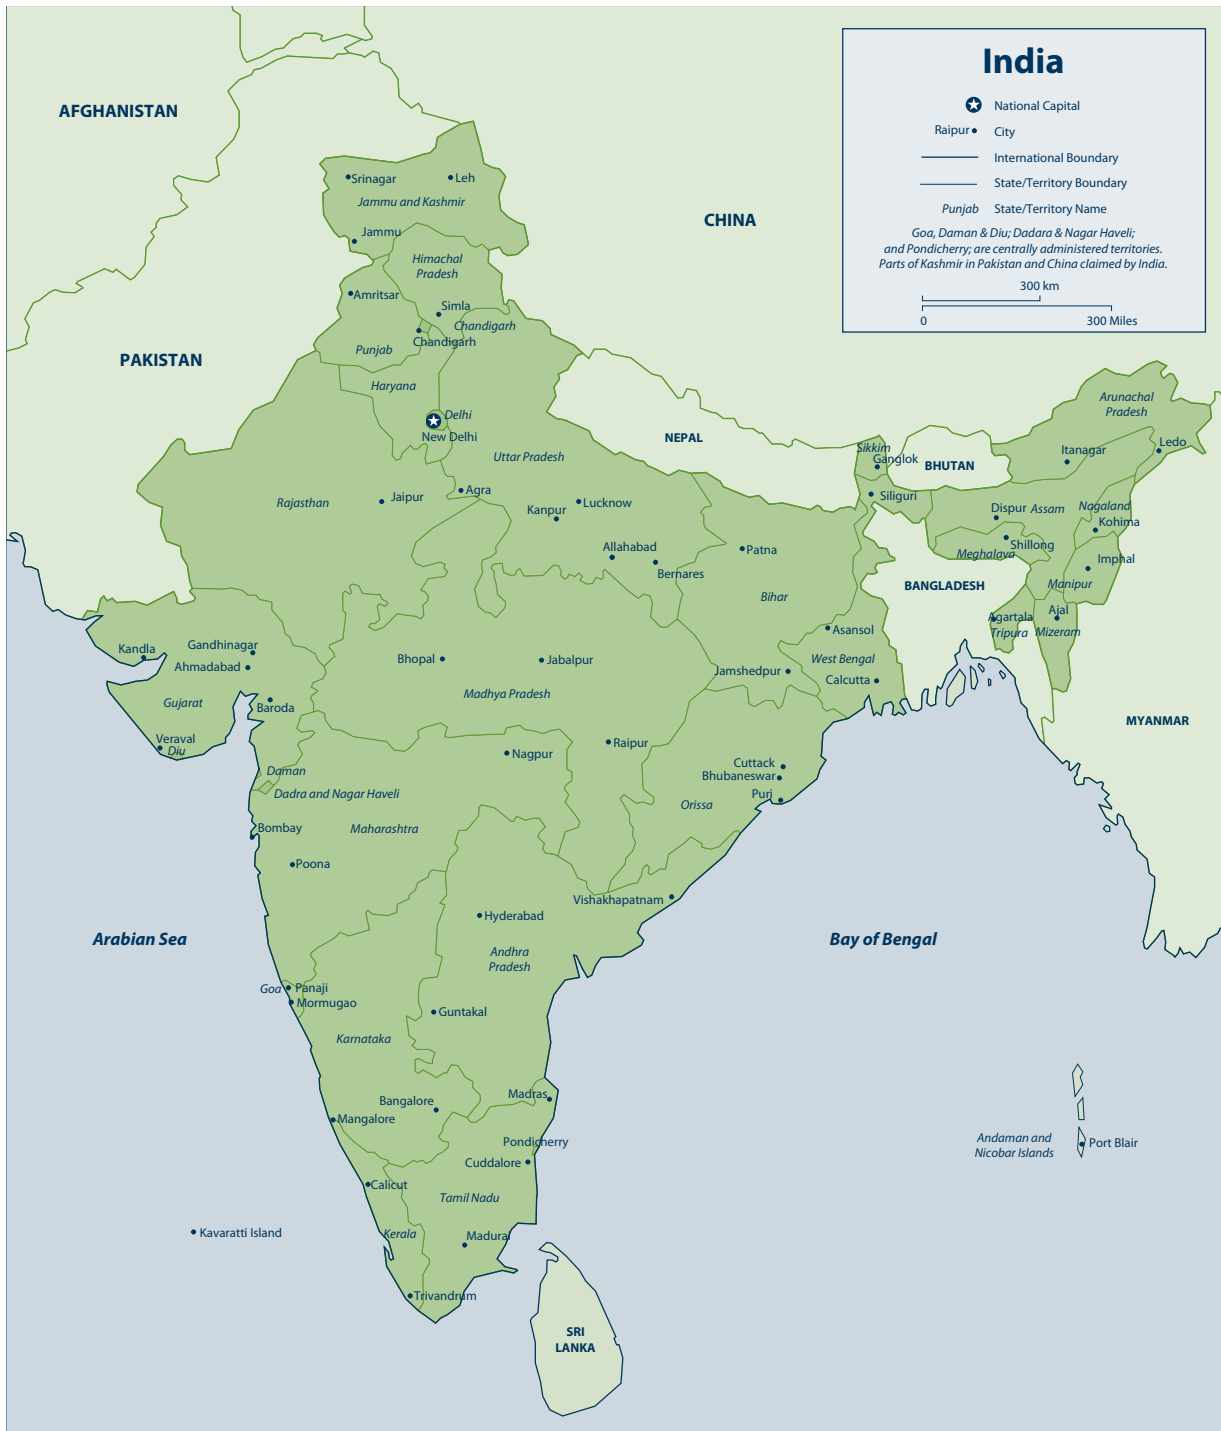 India
National Capital
Raipur
City
International Boundary
State/Territory Boundary
Punjab
State/Territory Name
Goa, Daman & Diu; Dadara & Nagar Haveli;
and Pondicherry; are centrally administered territories.
Parts of Kashmir in Pakistan and China claimed by India.
300 km
0
300 Miles
AFGHANISTAN
CHINA
Srinagar
Leh
Jammu and Kashmir
Jammu
Himachal
Pradesh
Amritsar
Simla
Chandigarh
Chandigarh
Punjab
PAKISTAN
Haryana
Delhi
New Delhi
NEPAL
Uttar Pradesh
Arunachal
Pradesh
Sikkim
Ganglok
BHUTAN
Itanagar
Ledo
Rajasthan
Jaipur
Agra
Kanpur
Lucknow
Siliguri
Dispur
Assam
Nagaland
Kohima
Allahabad
Bernares
Patna
Meghalava
Shillong
Imphal
BANGLADESH
Manipur
Bihar
Agartala
Ajal
Tripura
Mizeram
Asansol
Kandla
Gandhinagar
Ahmadabad
Bhopal
Jabalpur
West Bengal
Jamshedpur
Calcutta
Gujarat
Baroda
Madhya Pradesh
MYANMAR
Veraval
Diu
Nagpur
Raipur
Daman
Cuttack
Bhubaneswar
Dadra and Nagar Haveli
Puri
Orissa
Bombay
Maharashtra
Poona
Vishakhapatnam
Hyderabad
Arabian Sea
Bay of Bengal
Andhra
Pradesh
Goa
Panaji
Mormugao
Guntakal
Karnataka
Bangalore
Madras
Mangalore
Pondicherry
Andaman and
Nicobar Islands
Port Blair
Cuddalore
Calicut
Tamil Nadu
Kavaratti Island
Kerala
Madurai
Trivandrum
SRI
LANKA